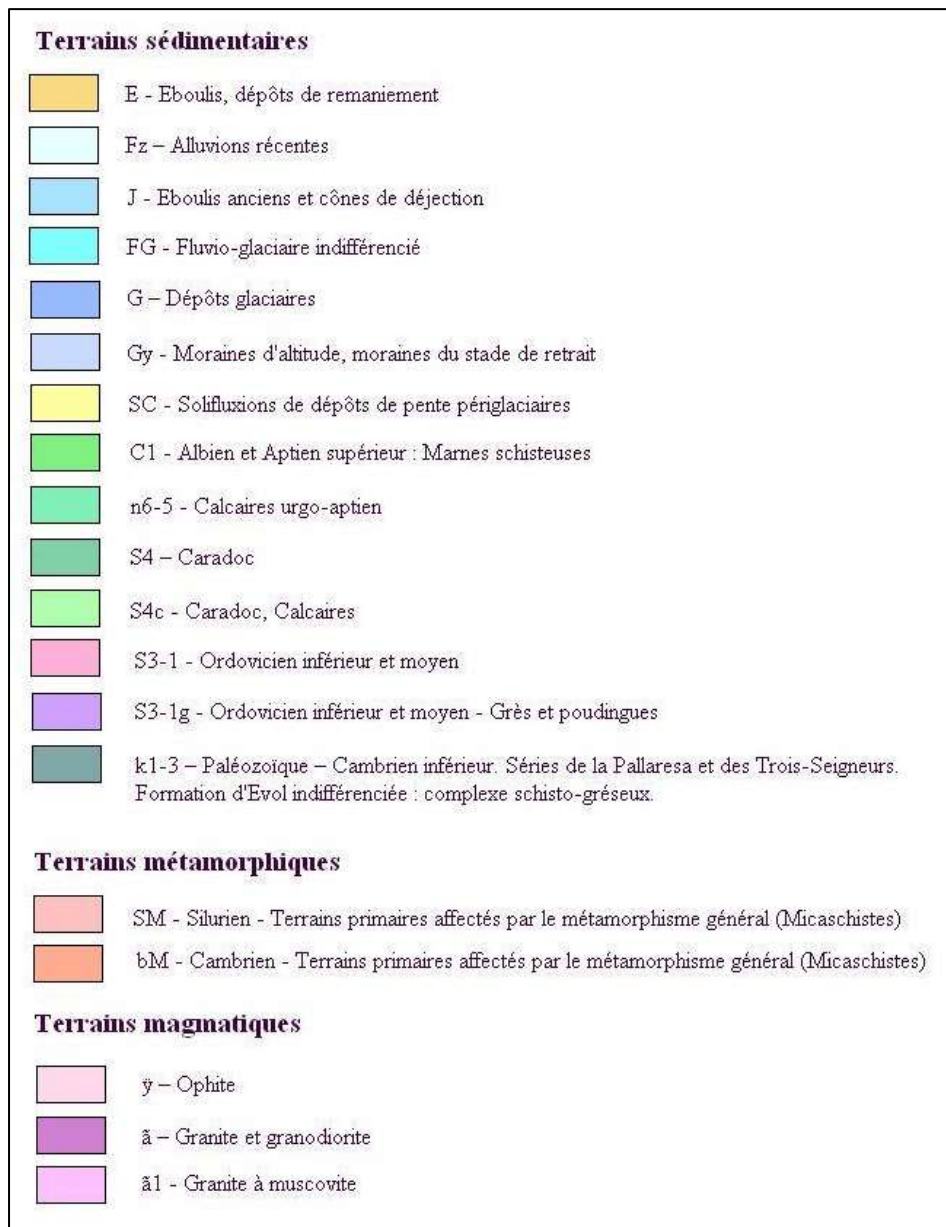 Terrains sédimentaires
E - Eboulis, dépôts de remaniement
Fz – Alluvions récentes
J - Eboulis anciens et cônes de déjection
FG - Fluvio-glaciaire indifférencié
G – Dépôts glaciaires
Gy - Moraines d'altitude, moraines du stade de retrait
SC - Solifluxions de dépôts de pente périglaciaires
C1 - Albien et Aptien supérieur : Marnes schisteuses
n6-5 - Calcaires urgo-aptien
S4 – Caradoc
S4c - Caradoc, Calcaires
S3-1 - Ordovicien inférieur et moyen
S3-1g - Ordovicien inférieur et moyen - Grès et poudingues
k1-3 – Paléozoïque – Cambrien inférieur. Séries de la Pallaresa et des Trois-Seigneurs.
Formation d'Evol indifférenciée : complexe schisto-gréseux.
Terrains métamorphiques
SM - Silurien - Terrains primaires affectés par le métamorphisme général (Micaschistes)
bM - Cambrien - Terrains primaires affectés par le métamorphisme général (Micaschistes)
Terrains magmatiques
ÿ – Ophite
ã – Granite et granodiorite
ã1 - Granite à muscovite